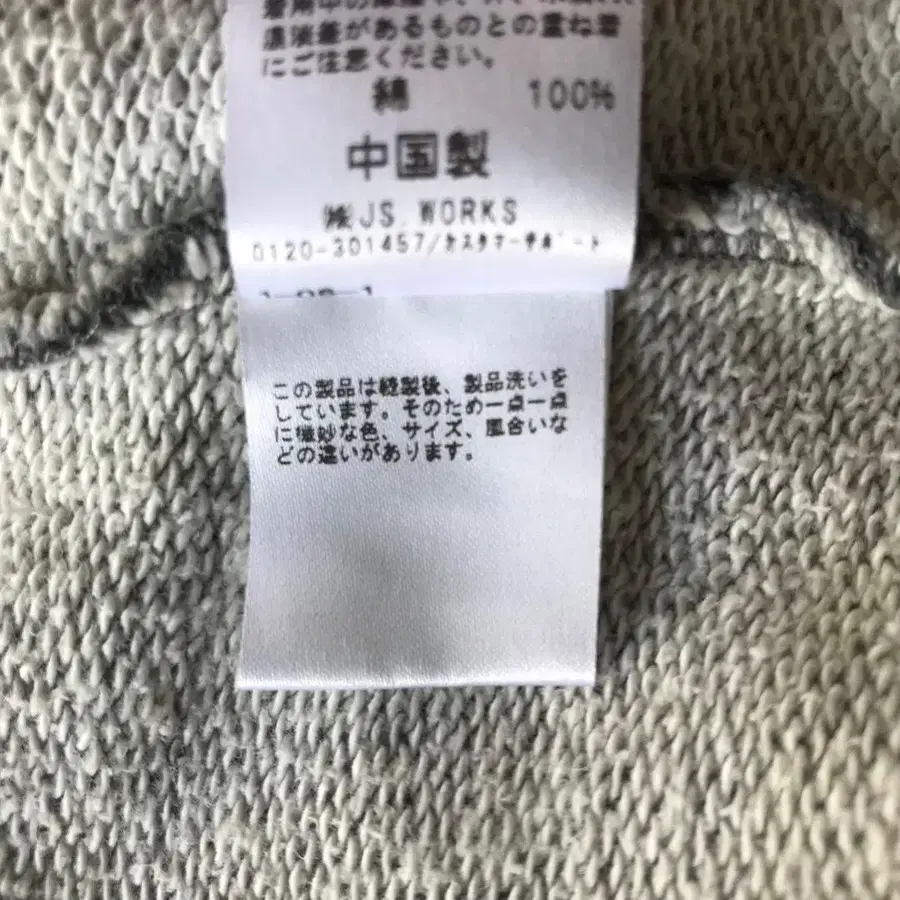 濃淡差があるものとの重ね着
にご注意ください。
綿 100%
中国製
㈱JS.WORKS
0120-301457/カスタマーサポート
この製品は縫製後、製品洗いを
しています。そのため一点一点
に微妙な色、サイズ、風合いな
どの違いがあります。